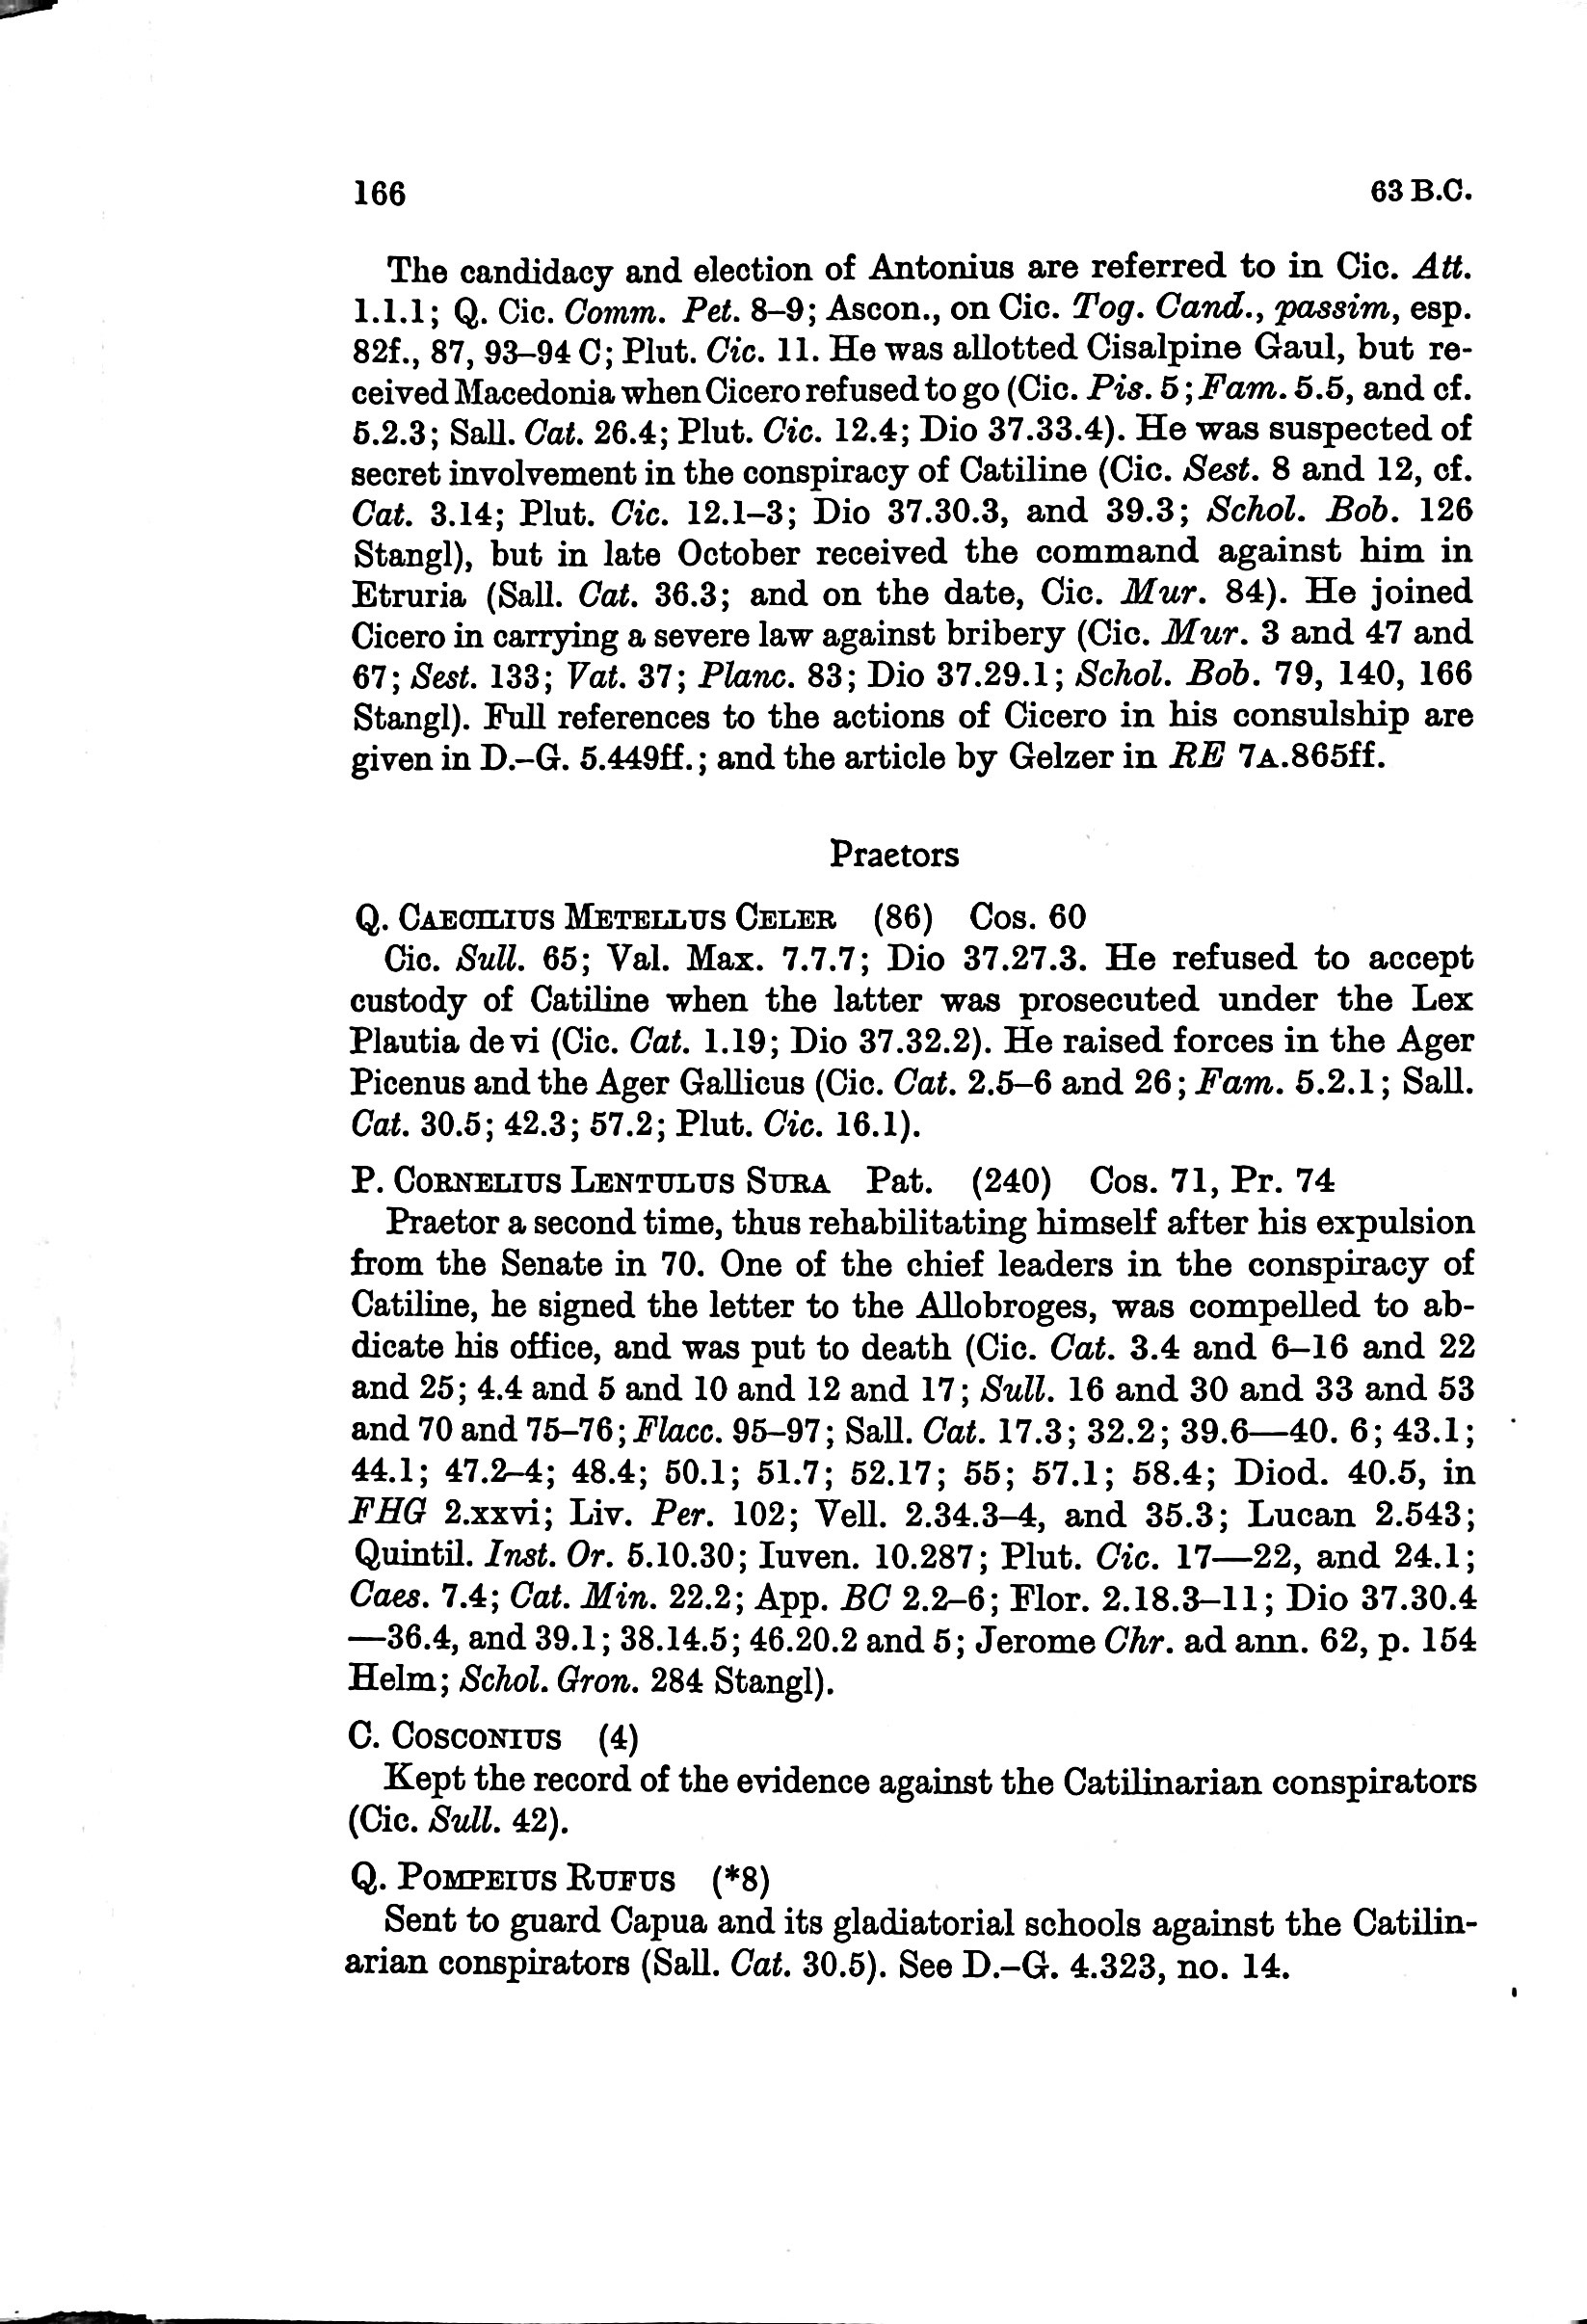 166 63 B.C.
The candidacy and election of Antonius are referred to in Cic. Att.
1.1.1; Q. Cic. Comm. Pet. 8–9; Ascon., on Cic. Tog. Cand., passim, esp.
82f., 87, 93–94 C; Plut. Cic. 11. He was allotted Cisalpine Gaul, but re-
ceived Macedonia when Cicero refused to go (Cic. Pis. 5; Fam. 5.5, and cf.
5.2.3; Sall. Cat. 26.4; Plut. Cic. 12.4; Dio 37.33.4). He was suspected of
secret involvement in the conspiracy of Catiline (Cic. Sest. 8 and 12, cf.
Cat. 3.14; Plut. Cic. 12.1–3; Dio 37.30.3, and 39.3; Schol. Bob. 126
Stangl), but in late October received the command against him in
Etruria (Sall. Cat. 36.3; and on the date, Cic. Mur. 84). He joined
Cicero in carrying a severe law against bribery (Cic. Mur. 3 and 47 and
67; Sest. 133; Vat. 37; Planc. 83; Dio 37.29.1; Schol. Bob. 79, 140, 166
Stangl). Full references to the actions of Cicero in his consulship are
given in D.–G. 5.449ff.; and the article by Gelzer in RE 7A.865ff.
Praetors
Q. CAECILIUS METELLUS CELER (86) Cos. 60
Cic. Sull. 65; Val. Max. 7.7.7; Dio 37.27.3. He refused to accept
custody of Catiline when the latter was prosecuted under the Lex
Plautia de vi (Cic. Cat. 1.19; Dio 37.32.2). He raised forces in the Ager
Picenus and the Ager Gallicus (Cic. Cat. 2.5–6 and 26; Fam. 5.2.1; Sall.
Cat. 30.5; 42.3; 57.2; Plut. Cic. 16.1).
P. CORNELIUS LENTULUS SURA Pat. (240) Cos. 71, Pr. 74
Praetor a second time, thus rehabilitating himself after his expulsion
from the Senate in 70. One of the chief leaders in the conspiracy of
Catiline, he signed the letter to the Allobroges, was compelled to ab-
dicate his office, and was put to death (Cic. Cat. 3.4 and 6–16 and 22
and 25; 4.4 and 5 and 10 and 12 and 17; Sull. 16 and 30 and 33 and 53
and 70 and 75–76; Flacc. 95–97; Sall. Cat. 17.3; 32.2; 39.6—40. 6; 43.1;
44.1; 47.2–4; 48.4; 50.1; 51.7; 52.17; 55; 57.1; 58.4; Diod. 40.5, in
FHG 2.xxvi; Liv. Per. 102; Vell. 2.34.3–4, and 35.3; Lucan 2.543;
Quintil. Inst. Or. 5.10.30; Iuven. 10.287; Plut. Cic. 17—22, and 24.1;
Caes. 7.4; Cat. Min. 22.2; App. BC 2.2–6; Flor. 2.18.3–11; Dio 37.30.4
—36.4, and 39.1; 38.14.5; 46.20.2 and 5; Jerome Chr. ad ann. 62, p. 154
Helm; Schol. Gron. 284 Stangl).
C. COSCONIUS (4)
Kept the record of the evidence against the Catilinarian conspirators
(Cic. Sull. 42).
Q. POMPEIUS RUFUS (*8)
Sent to guard Capua and its gladiatorial schools against the Catilin-
arian conspirators (Sall. Cat. 30.5). See D.–G. 4.323, no. 14.